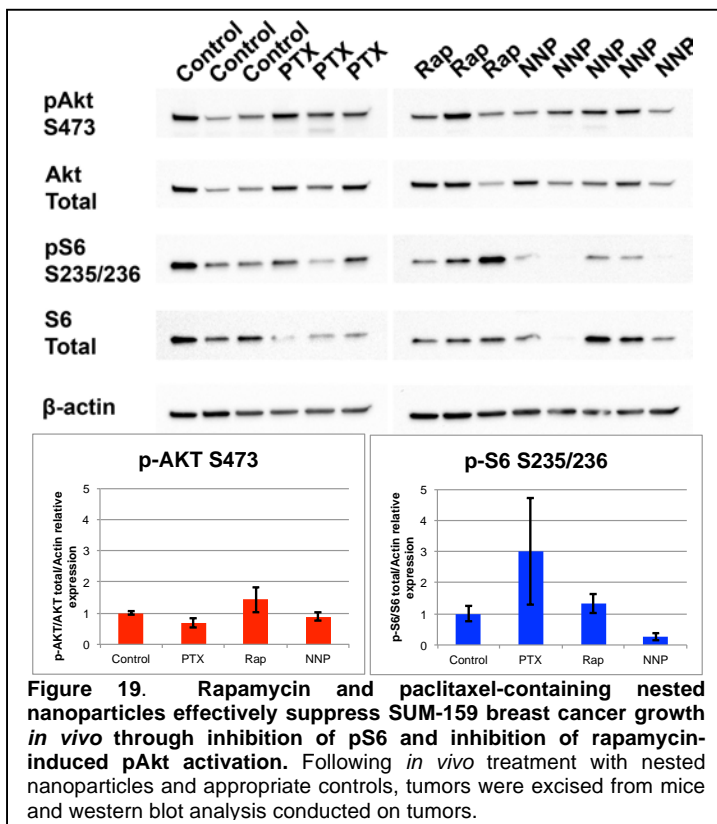 Control Control Control PTX PTX PTX Rap Rap Rap NNP NNP NNP NNP NNP
pAkt
S473
Akt
Total
pS6
S235/236
S6
Total
β-actin
p-AKT S473
p-AKT/AKT total/Actin relative
expression
5
4
3
2
1
0
Control PTX Rap NNP
p-S6 S235/236
p-S6/S6 total/Actin relative
expression
5
4
3
2
1
0
Control PTX Rap NNP
Figure 19. Rapamycin and paclitaxel-containing nested
nanoparticles effectively suppress SUM-159 breast cancer growth
in vivo through inhibition of pS6 and inhibition of rapamycin-
induced pAkt activation. Following in vivo treatment with nested
nanoparticles and appropriate controls, tumors were excised from mice
and western blot analysis conducted on tumors.